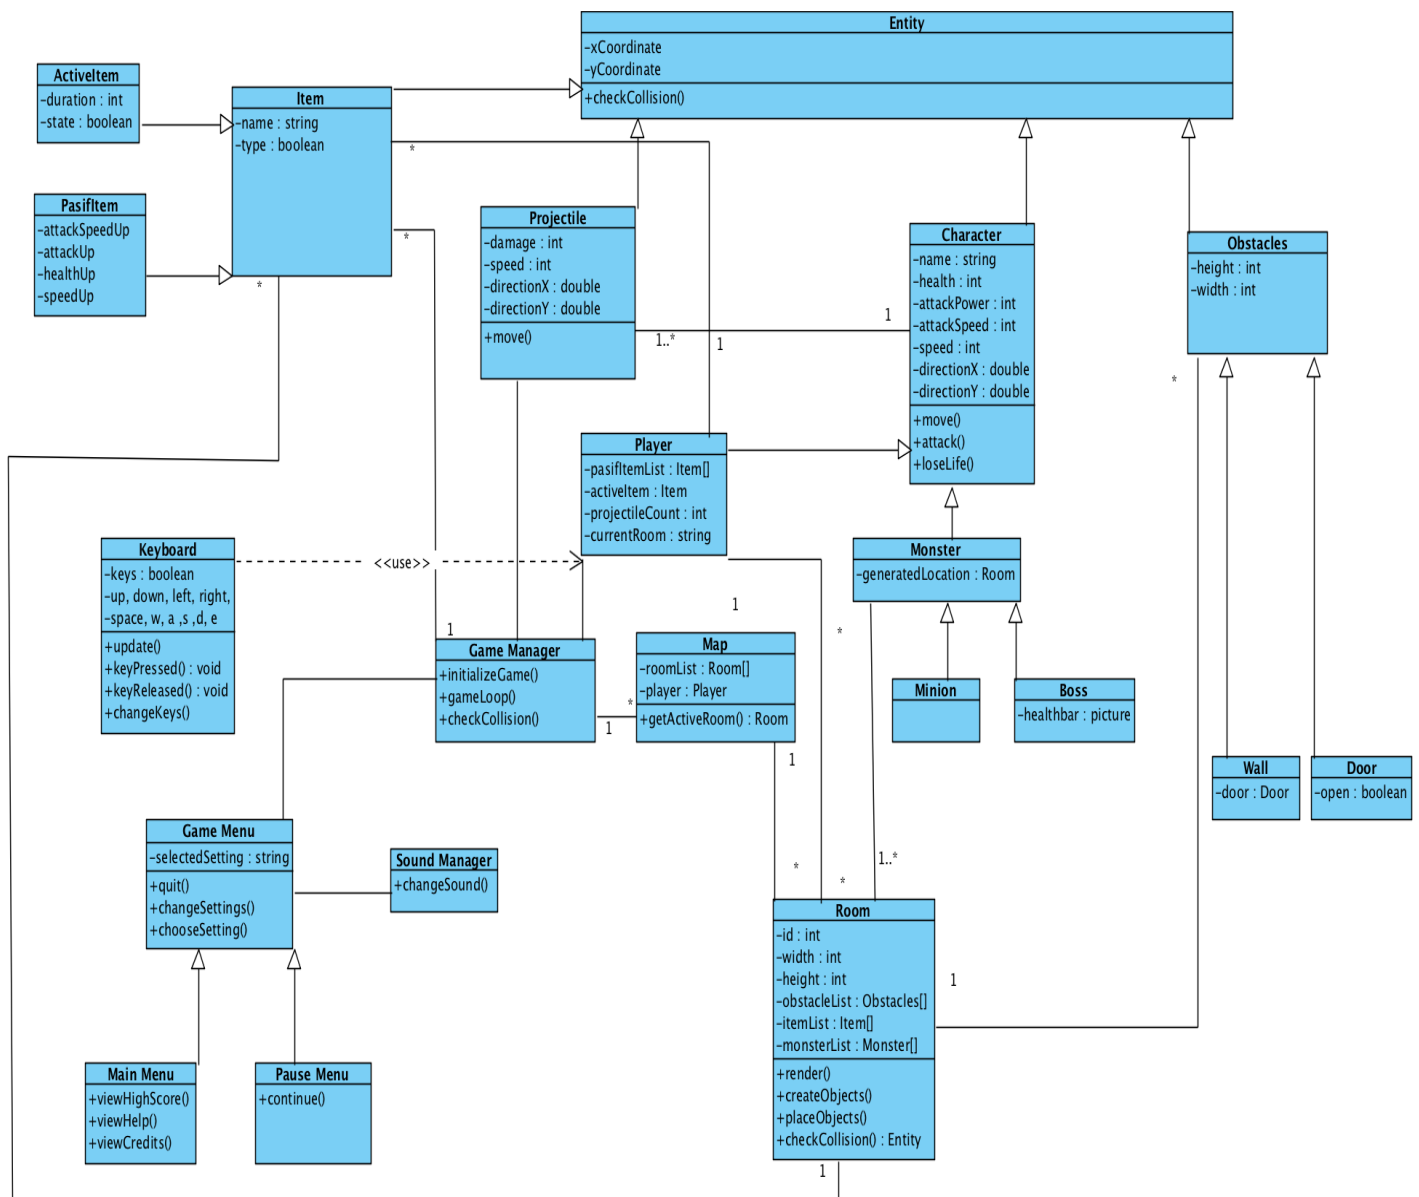 Entity
-xCoordinate
-yCoordinate
+checkCollision()
ActiveItem
-duration : int
-state : boolean
Item
-name : string
-type : boolean
*
*
*
PasifItem
-attackSpeedUp
-attackUp
-healthUp
-speedUp
Projectile
-damage : int
-speed : int
-directionX : double
-directionY : double
+move()
1..*
1
1
Character
-name : string
-health : int
-attackPower : int
-attackSpeed : int
-speed : int
-directionX : double
-directionY : double
+move()
+attack()
+loseLife()
Obstacles
-height : int
-width : int
*
Player
-pasifItemList : Item[]
-activeItem : Item
-projectileCount : int
-currentRoom : string
Keyboard
-keys : boolean
-up, down, left, right,
-space, w, a ,s ,d, e
+update()
+keyPressed() : void
+keyReleased() : void
+changeKeys()
<<use>>
Monster
-generatedLocation : Room
1
1
*
Game Manager
+initializeGame()
+gameLoop()
+checkCollision()
1
*
Map
-roomList : Room[]
-player : Player
+getActiveRoom() : Room
1
Minion
Boss
-healthbar : picture
Wall
-door : Door
Door
-open : boolean
Game Menu
-selectedSetting : string
+quit()
+changeSettings()
+chooseSetting()
Sound Manager
+changeSound()
*
*
1..*
Room
-id : int
-width : int
-height : int
-obstacleList : Obstacles[]
-itemList : Item[]
-monsterList : Monster[]
+render()
+createObjects()
+placeObjects()
+checkCollision() : Entity
1
1
Main Menu
+viewHighScore()
+viewHelp()
+viewCredits()
Pause Menu
+continue()